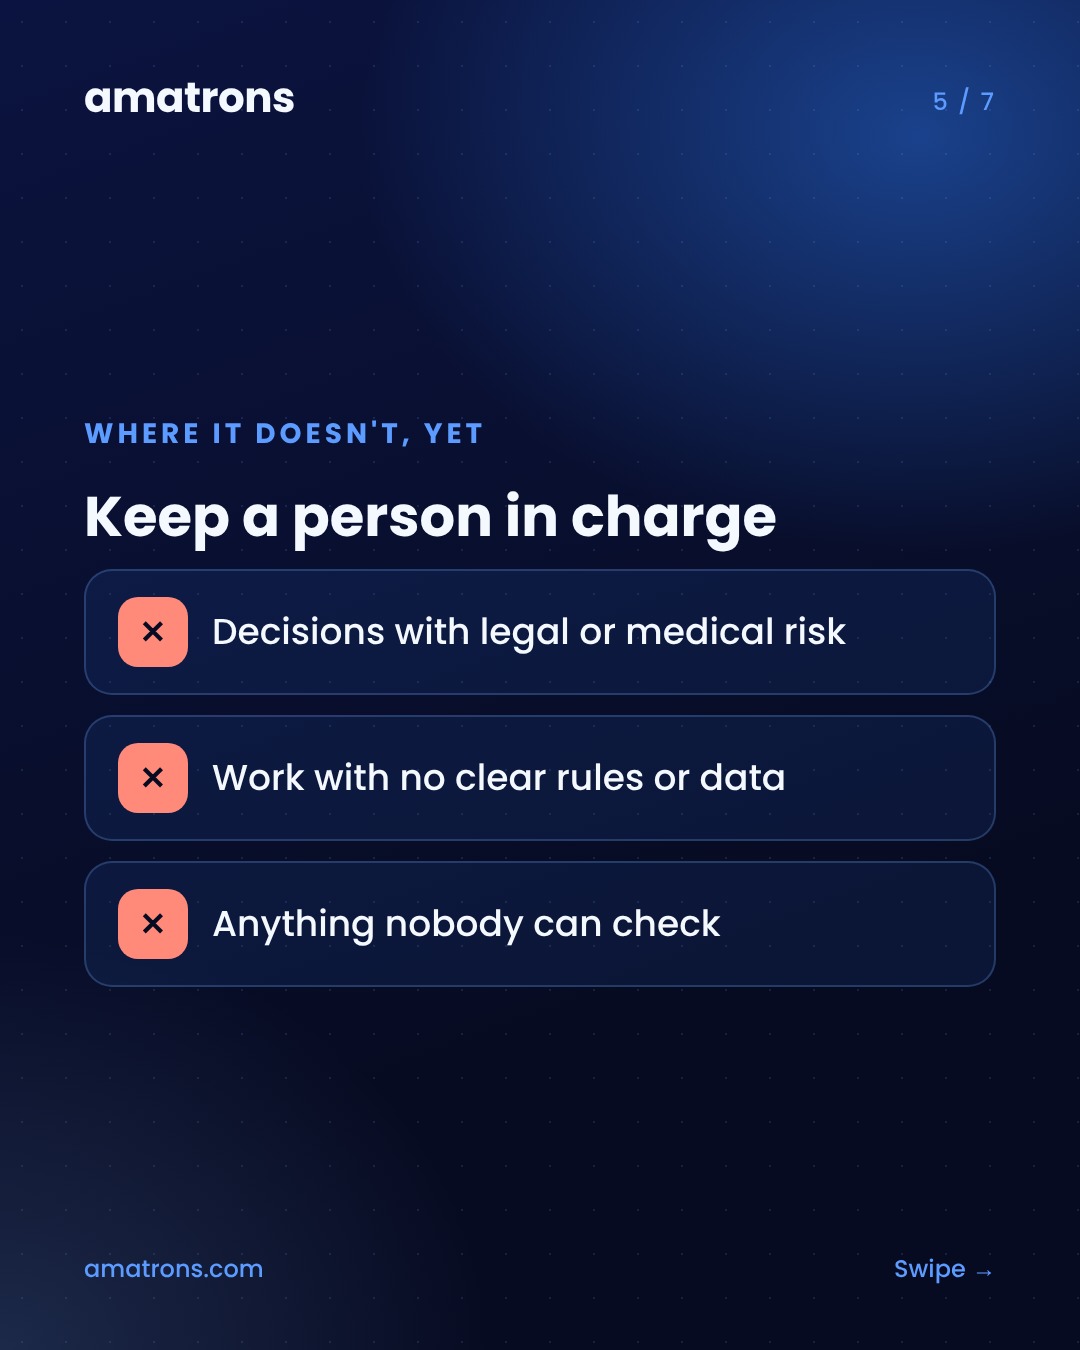 amatrons
5 / 7
WHERE IT DOESN'T, YET
Keep a person in charge
✕ Decisions with legal or medical risk
✕ Work with no clear rules or data
✕ Anything nobody can check
amatrons.com
Swipe →